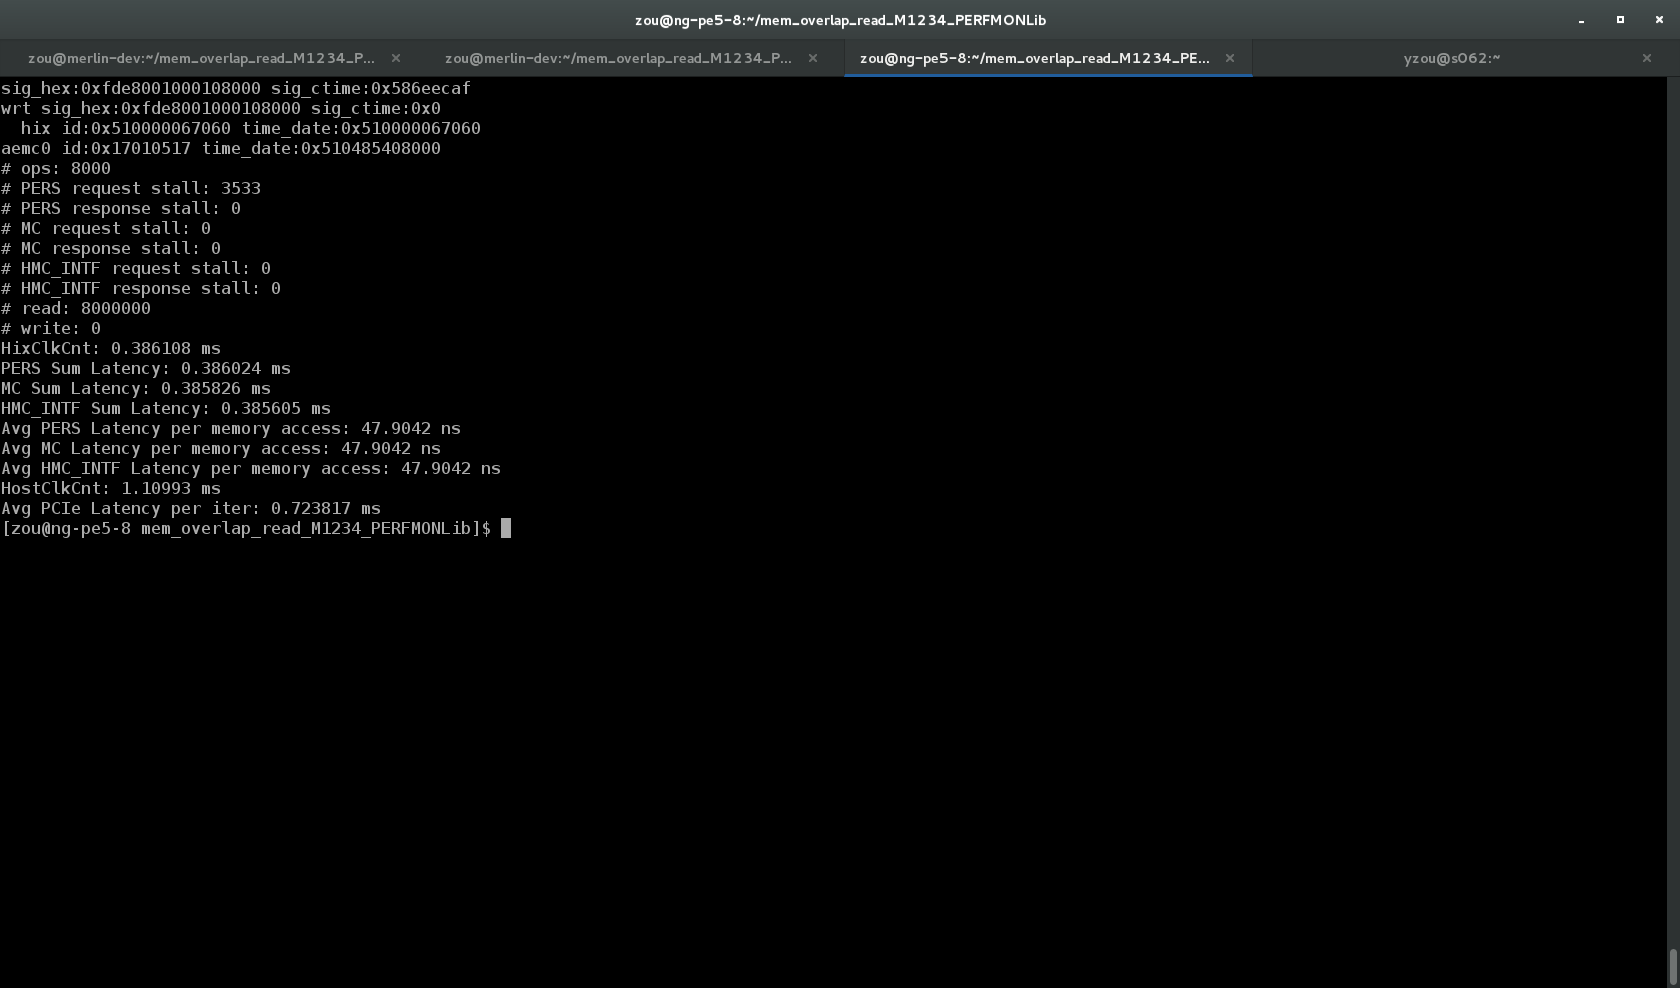 zou@ng-pe5-8:~/mem_overlap_read_M1234_PERFMONLib
zou@merlin-dev:~/mem_overlap_read_M1234_P... zou@merlin-dev:~/mem_overlap_read_M1234_P... zou@ng-pe5-8:~/mem_overlap_read_M1234_PE... yzou@s062:~
sig_hex:0xfde8001000108000 sig_ctime:0x586eecaf
wrt sig_hex:0xfde8001000108000 sig_ctime:0x0
  hix id:0x510000067060 time_date:0x510000067060
aemc0 id:0x17010517 time_date:0x510485408000
# ops: 8000
# PERS request stall: 3533
# PERS response stall: 0
# MC request stall: 0
# MC response stall: 0
# HMC_INTF request stall: 0
# HMC_INTF response stall: 0
# read: 8000000
# write: 0
HixClkCnt: 0.386108 ms
PERS Sum Latency: 0.386024 ms
MC Sum Latency: 0.385826 ms
HMC_INTF Sum Latency: 0.385605 ms
Avg PERS Latency per memory access: 47.9042 ns
Avg MC Latency per memory access: 47.9042 ns
Avg HMC_INTF Latency per memory access: 47.9042 ns
HostClkCnt: 1.10993 ms
Avg PCIe Latency per iter: 0.723817 ms
[zou@ng-pe5-8 mem_overlap_read_M1234_PERFMONLib]$